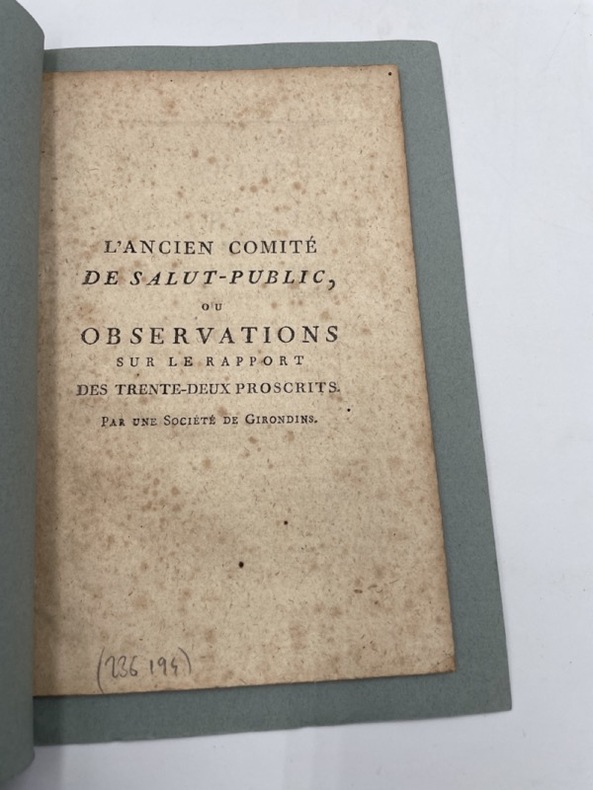 L'ANCIEN COMITÉ
DE SALUT-PUBLIC,
OU
OBSERVATIONS
SUR LE RAPPORT
DES TRENTE-DEUX PROSCRITS.
PAR UNE SOCIÉTÉ DE GIRONDINS.
(236 194)